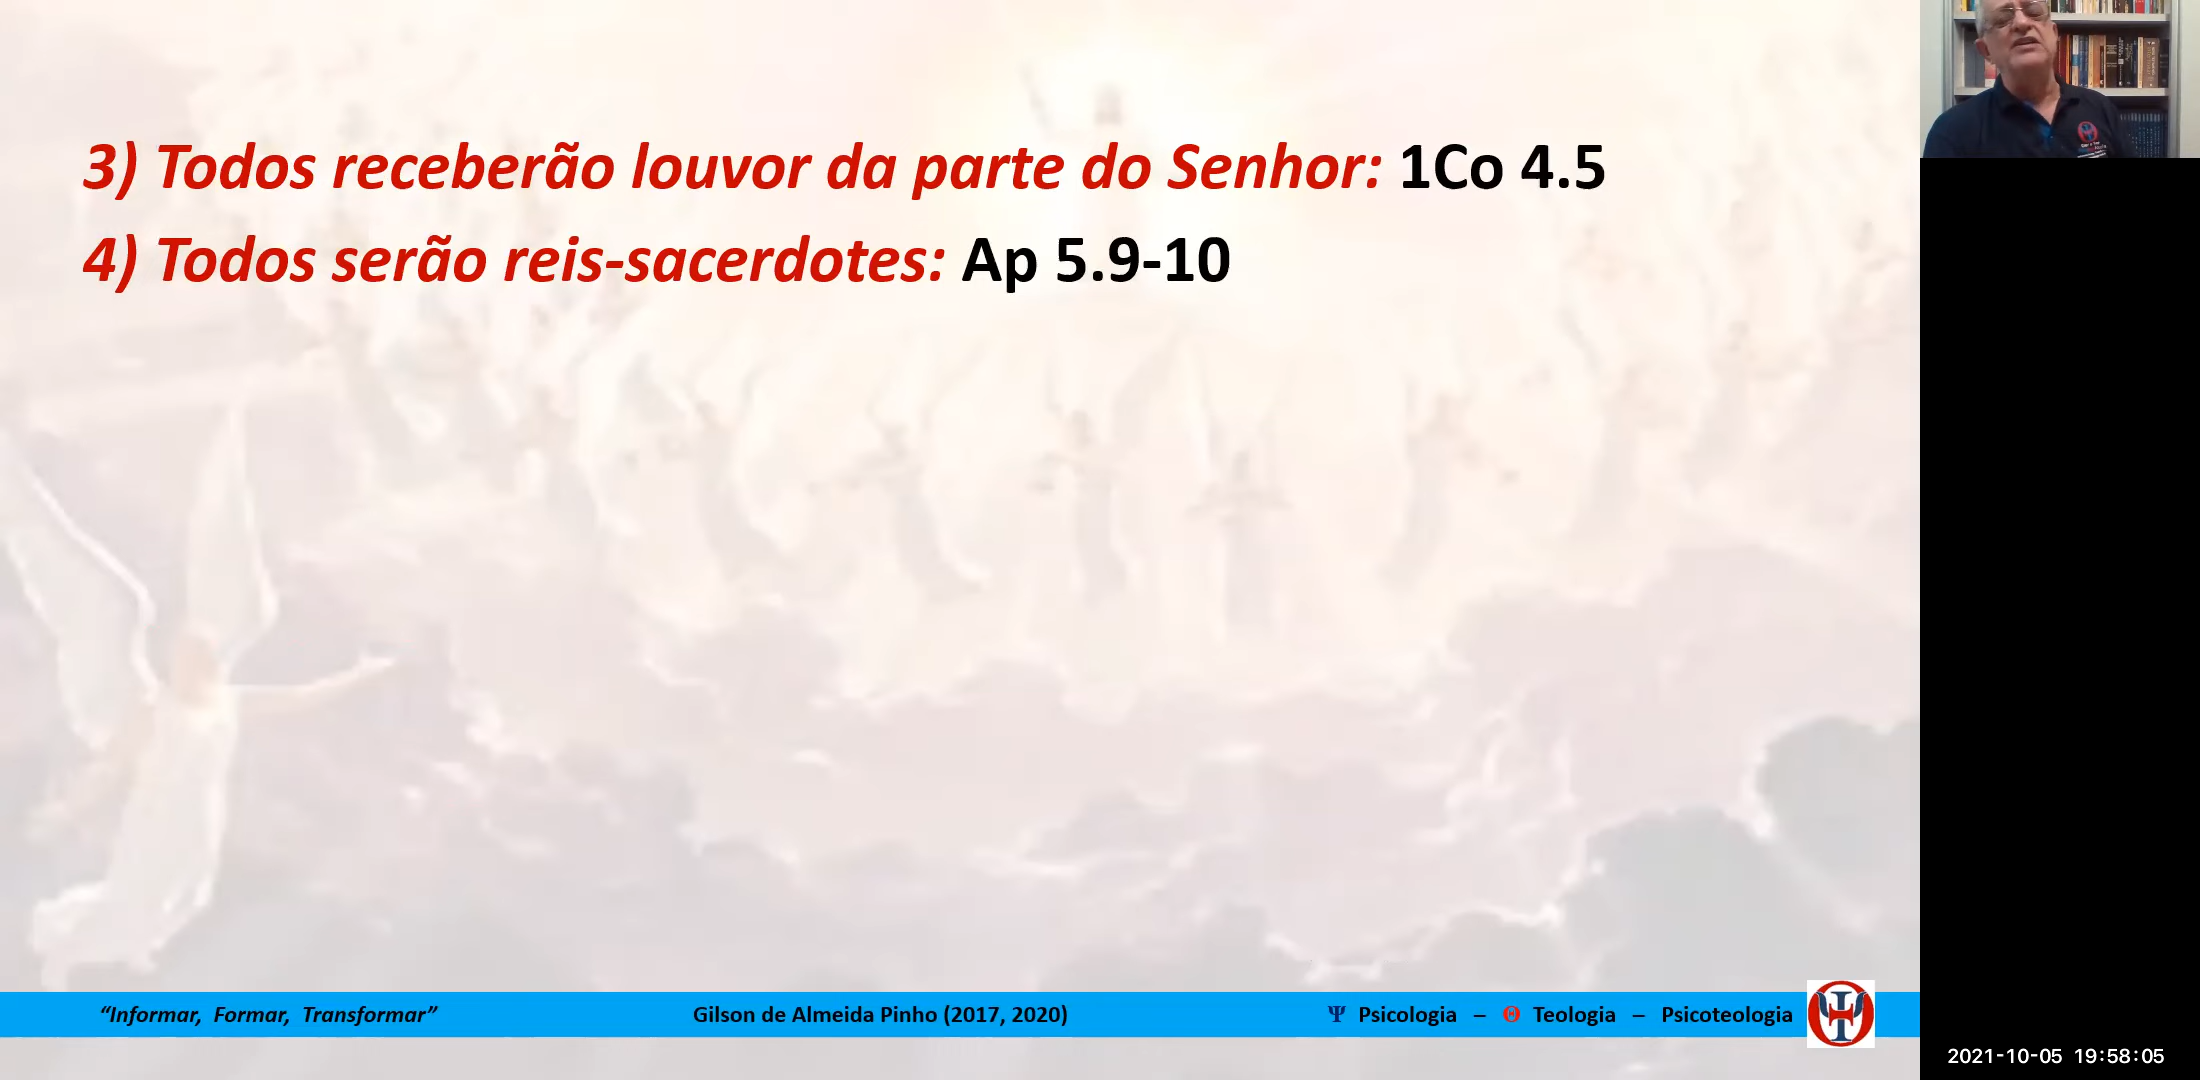 3) Todos receberão louvor da parte do Senhor: 1Co 4.5
4) Todos serão reis-sacerdotes: Ap 5.9-10
“Informar, Formar, Transformar”
Gilson de Almeida Pinho (2017, 2020)
Ψ Psicologia – Θ Teologia – Psicoteologia
2021-10-05 19:58:05